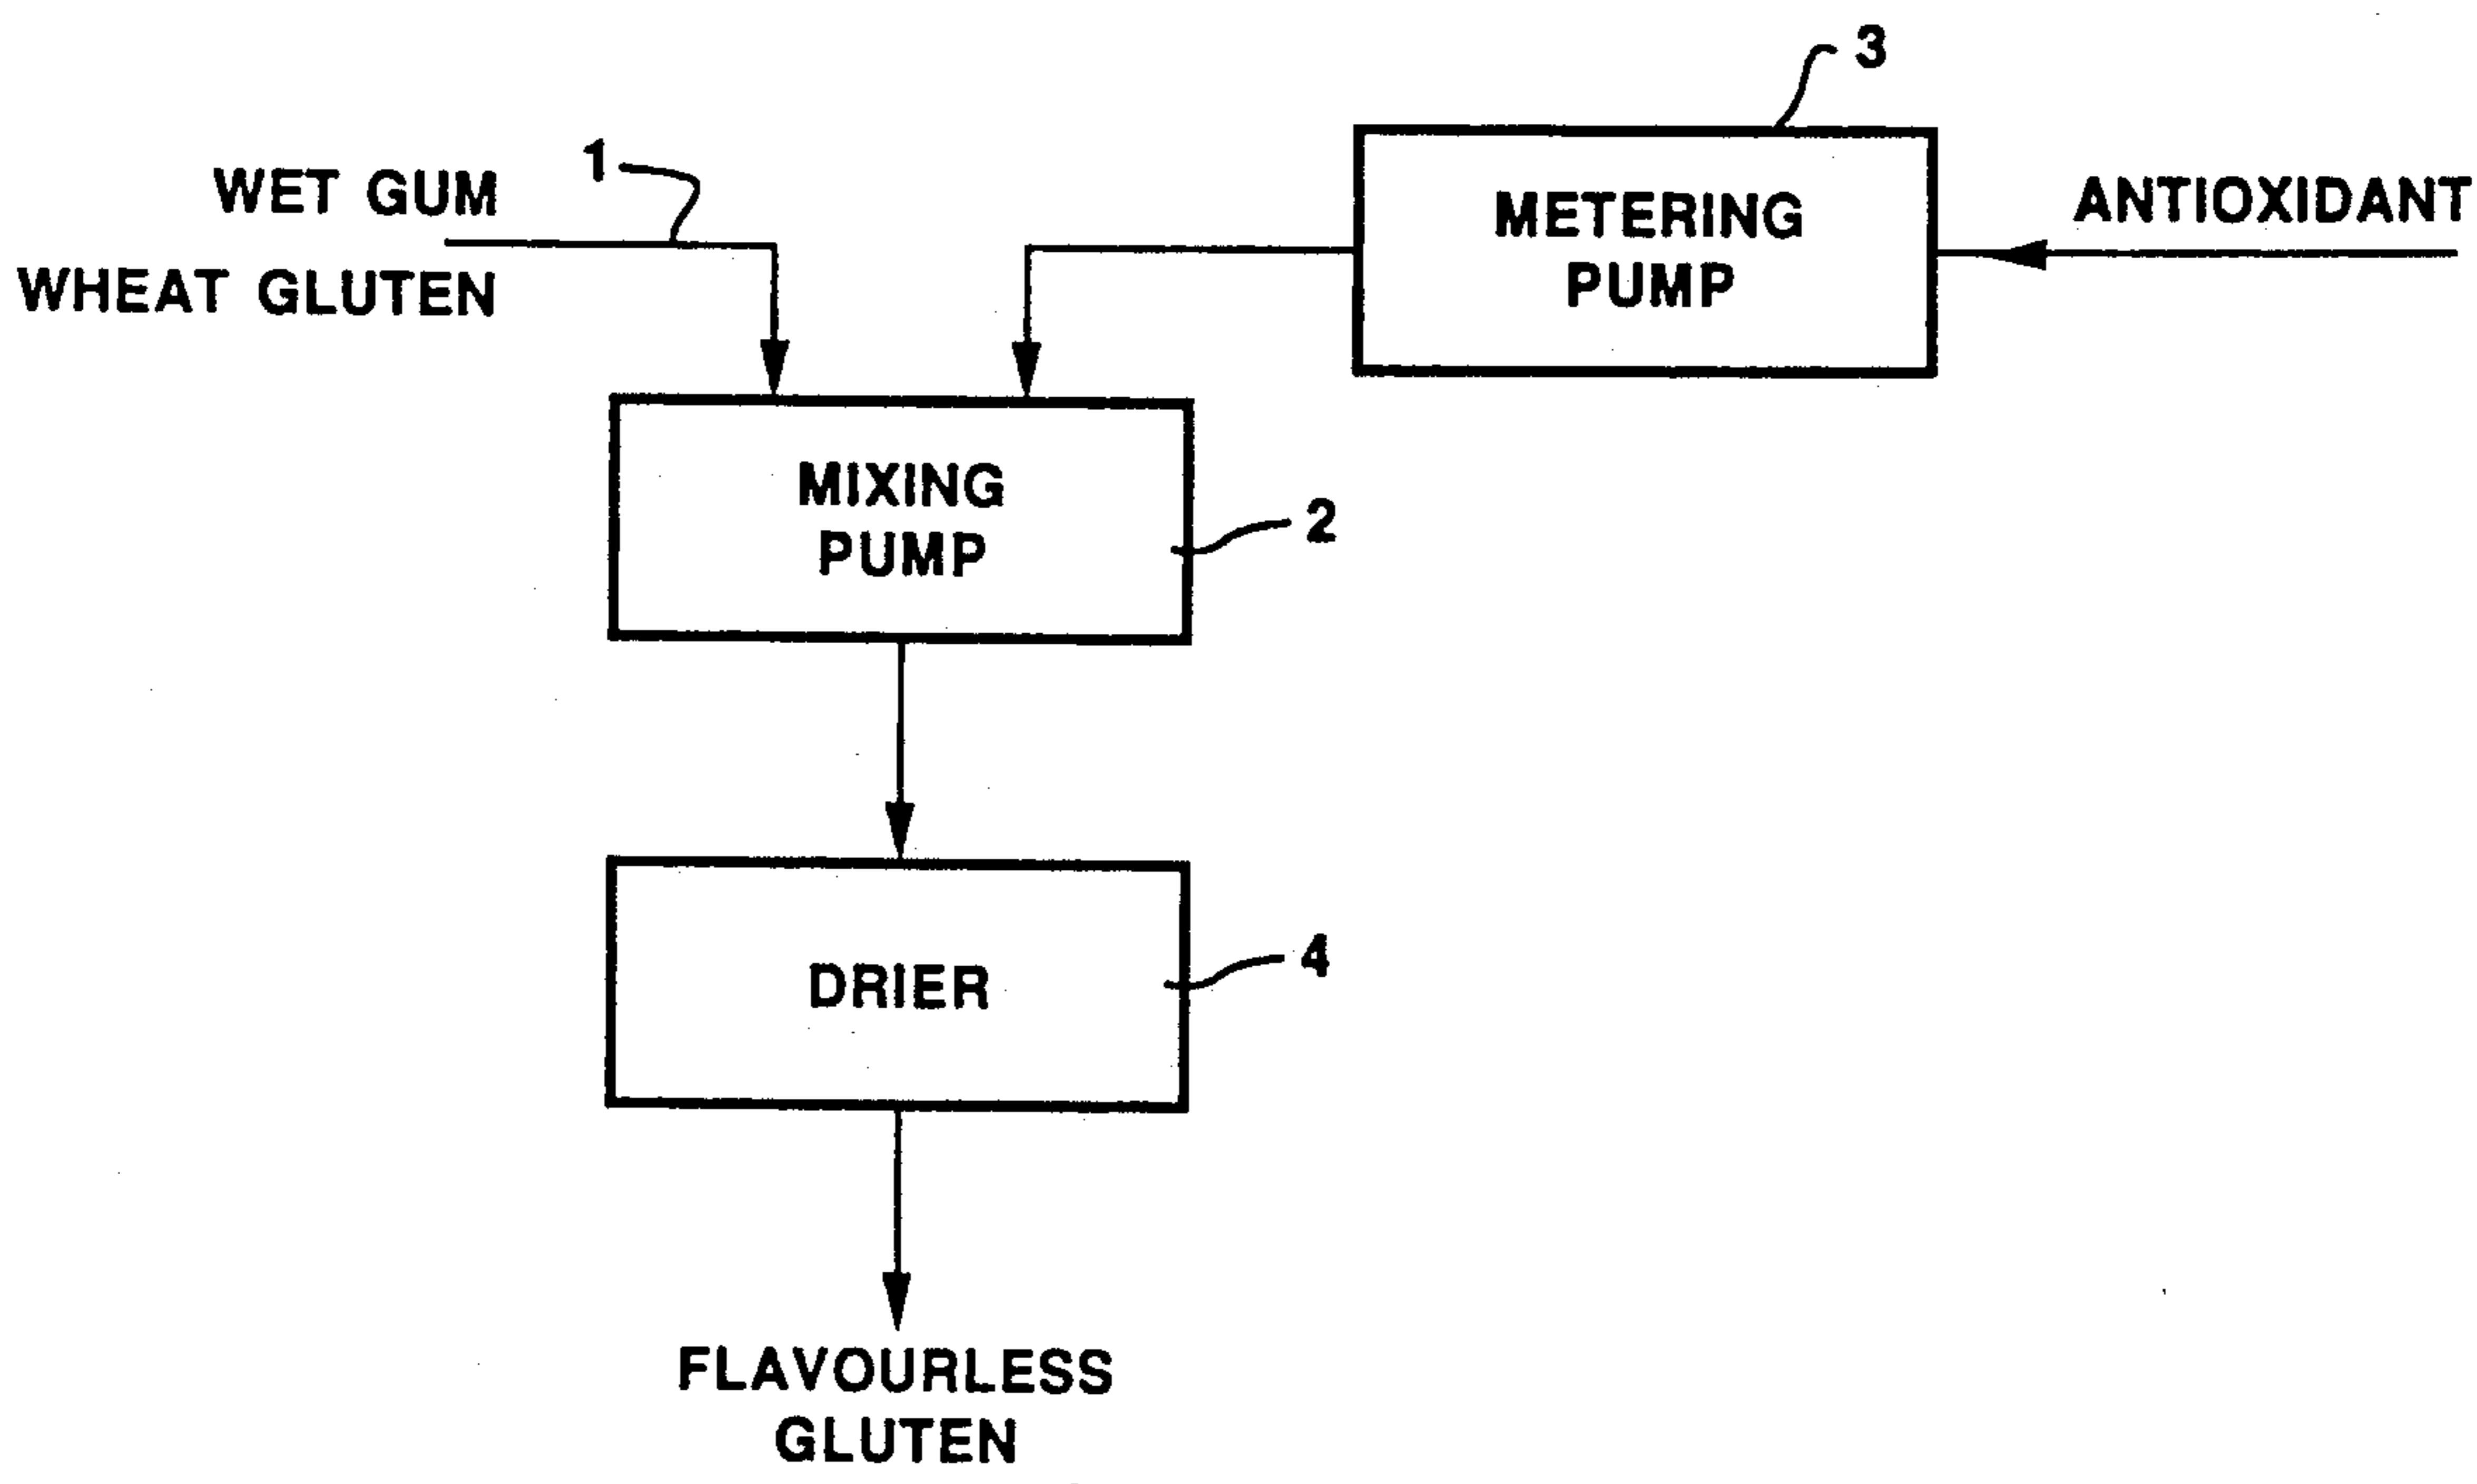 3
1
WET GUM
WHEAT GLUTEN
METERING
PUMP
ANTIOXIDANT
MIXING
PUMP
2
DRIER
4
FLAVOURLESS
GLUTEN